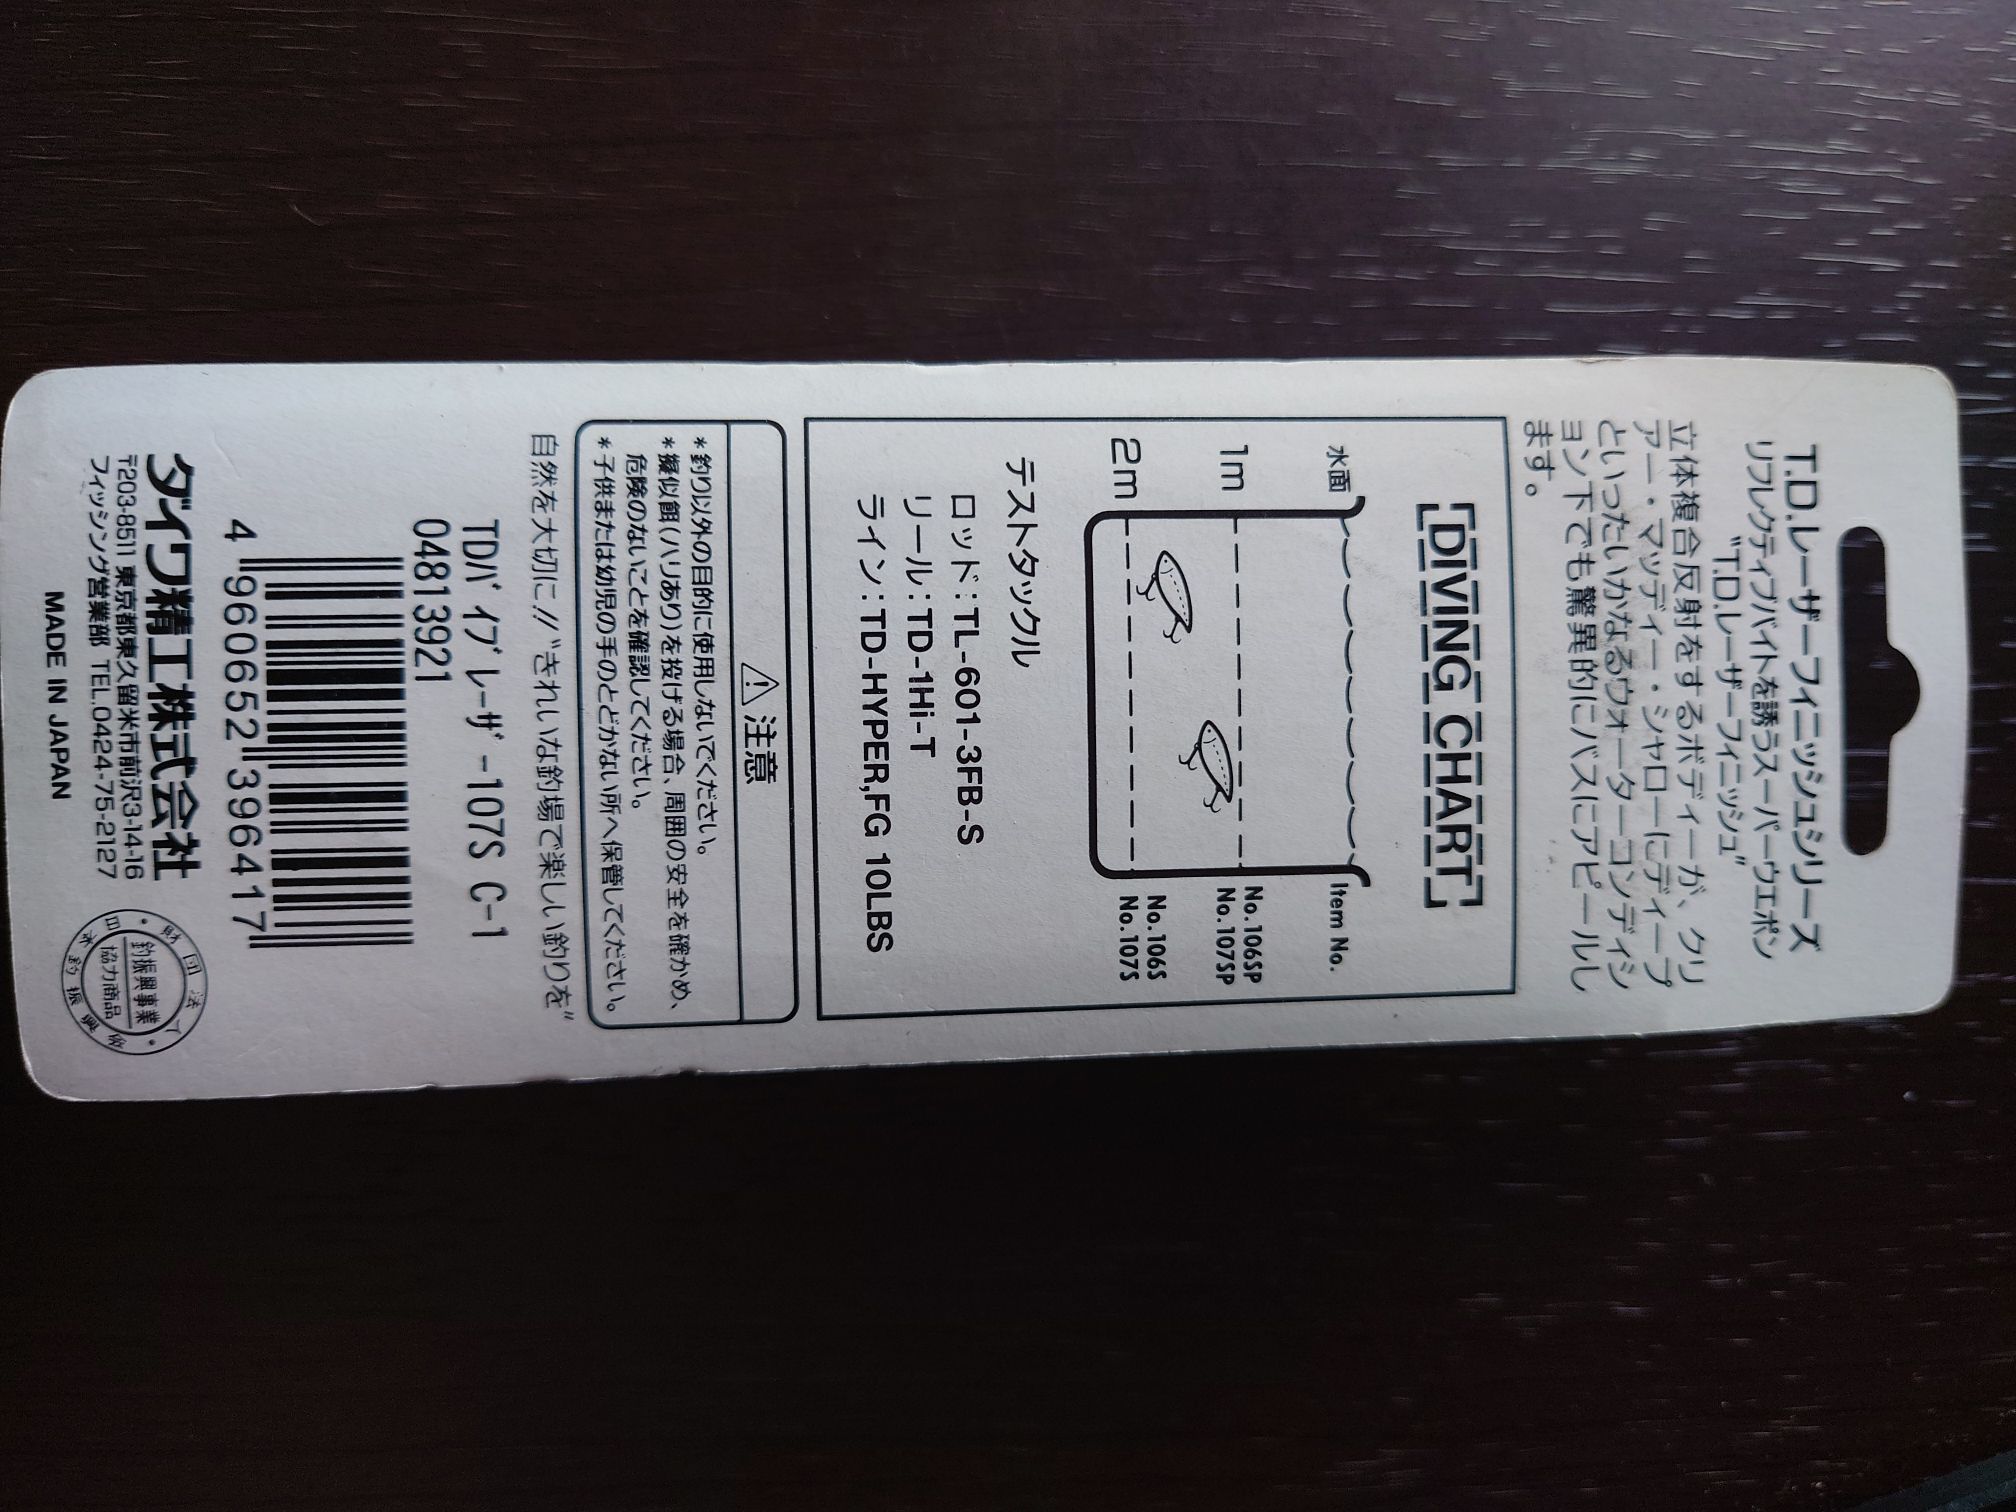 T.D.レーザーフィニッシュシリーズ
リフレクティブバイトを誘うスーパーウエポン
"T.D.レーザーフィニッシュ"
立体複合反射をするボディーが、クリ
アー・マッディー・シャローにディープ
といったいかなるウォーターコンディシ
ョン下でも驚異的にバスにアピールし
ます。
DIVING CHART
水面
Item No.
1m
No.106SP
No.107SP
2m
No.106S
No.107S
テストタックル
ロッド：TL-601-3FB-S
リール：TD-1Hi-T
ライン：TD-HYPER,FG 10LBS
注意
*釣り以外の目的に使用しないでください。
*擬似餌(ハリあり)を投げる場合、周囲の安全を確かめ、
危険のないことを確認してください。
*子供または幼児の手のとどかない所へ保管してください。
自然を大切に//"きれいな釣場で楽しい釣りを"
TDﾊﾞｲﾌﾞﾚｰｻﾞｰ-107S C-1
04813921
4 960652 396417
ダイワ精工株式会社
〒203-8511 東京都東久留米市前沢3-14-16
フィッシング営業部 TEL.0424-75-2127
MADE IN JAPAN
財団法人日本釣振興会
釣振興事業
協力商品